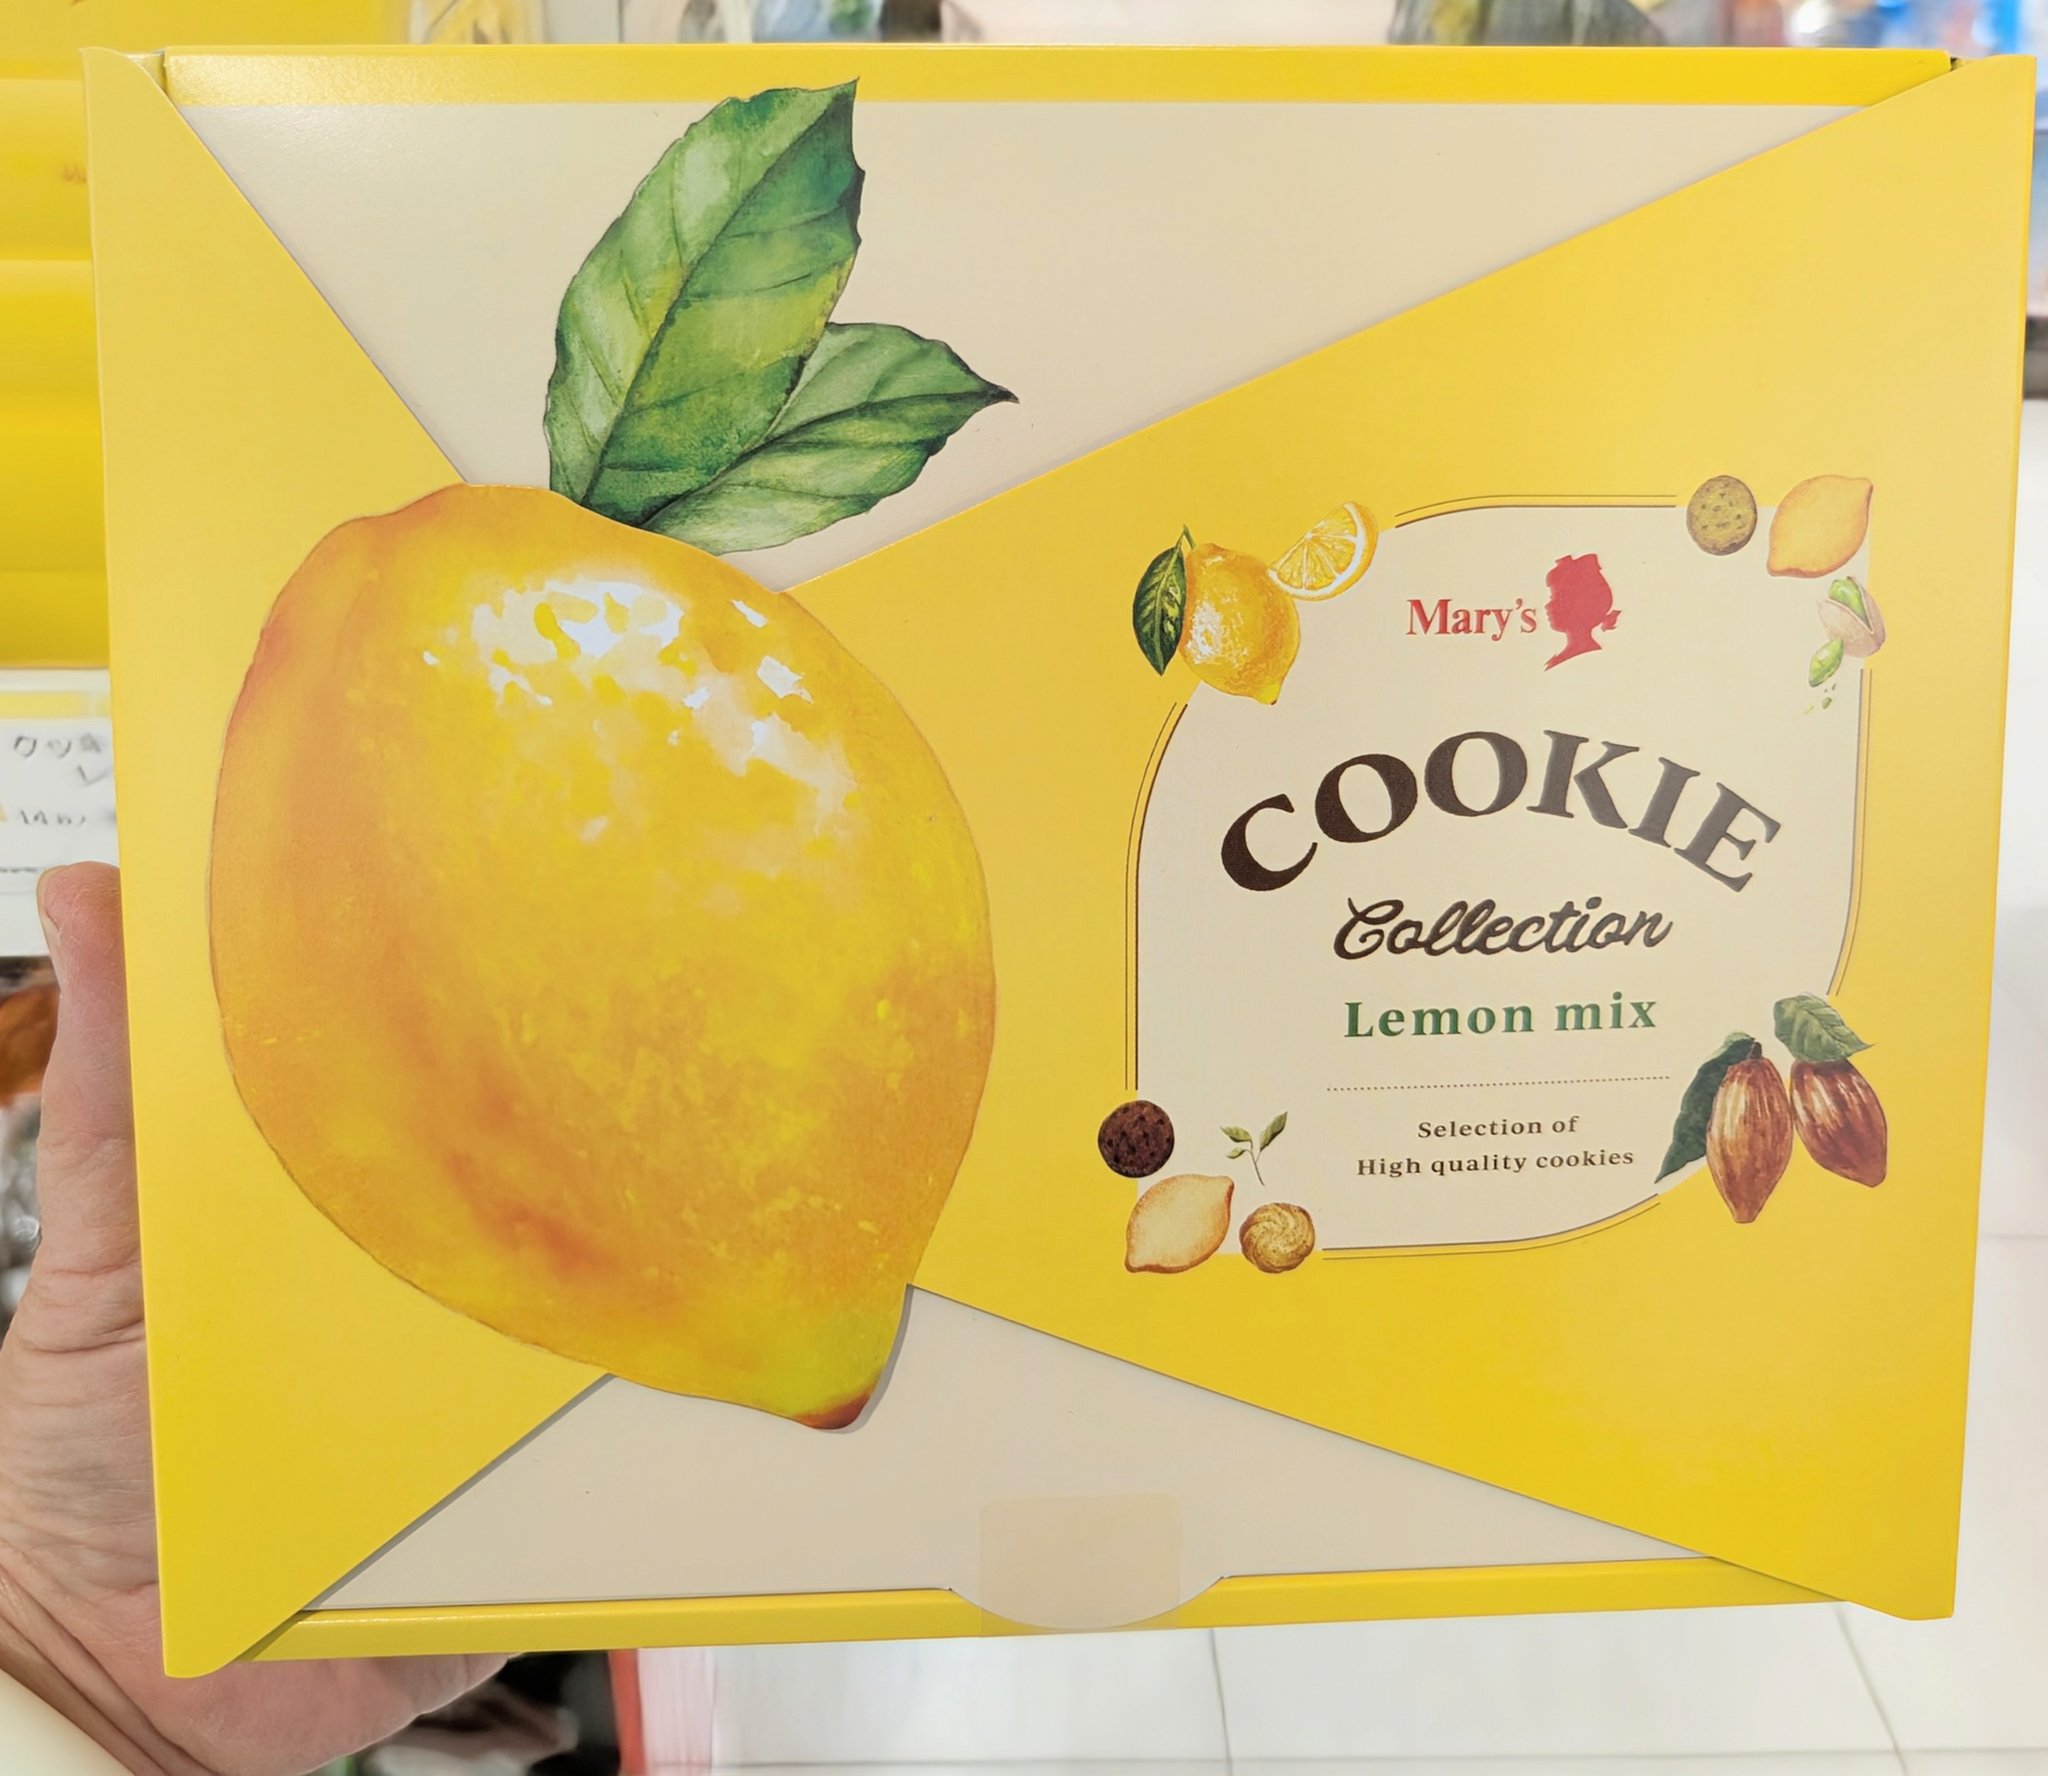 Mary's
COOKIE
Collection
Lemon mix
Selection of
High quality cookies